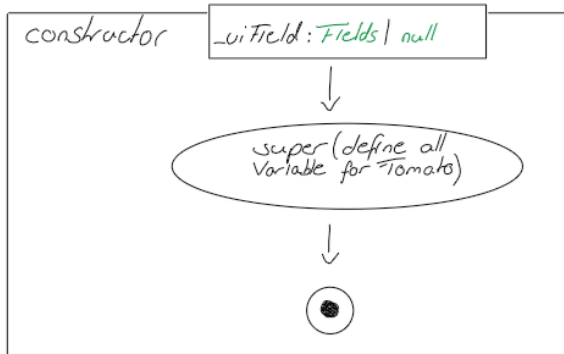 constructor
_uiField: Fields | null
super(define all
Variable for Tomato)